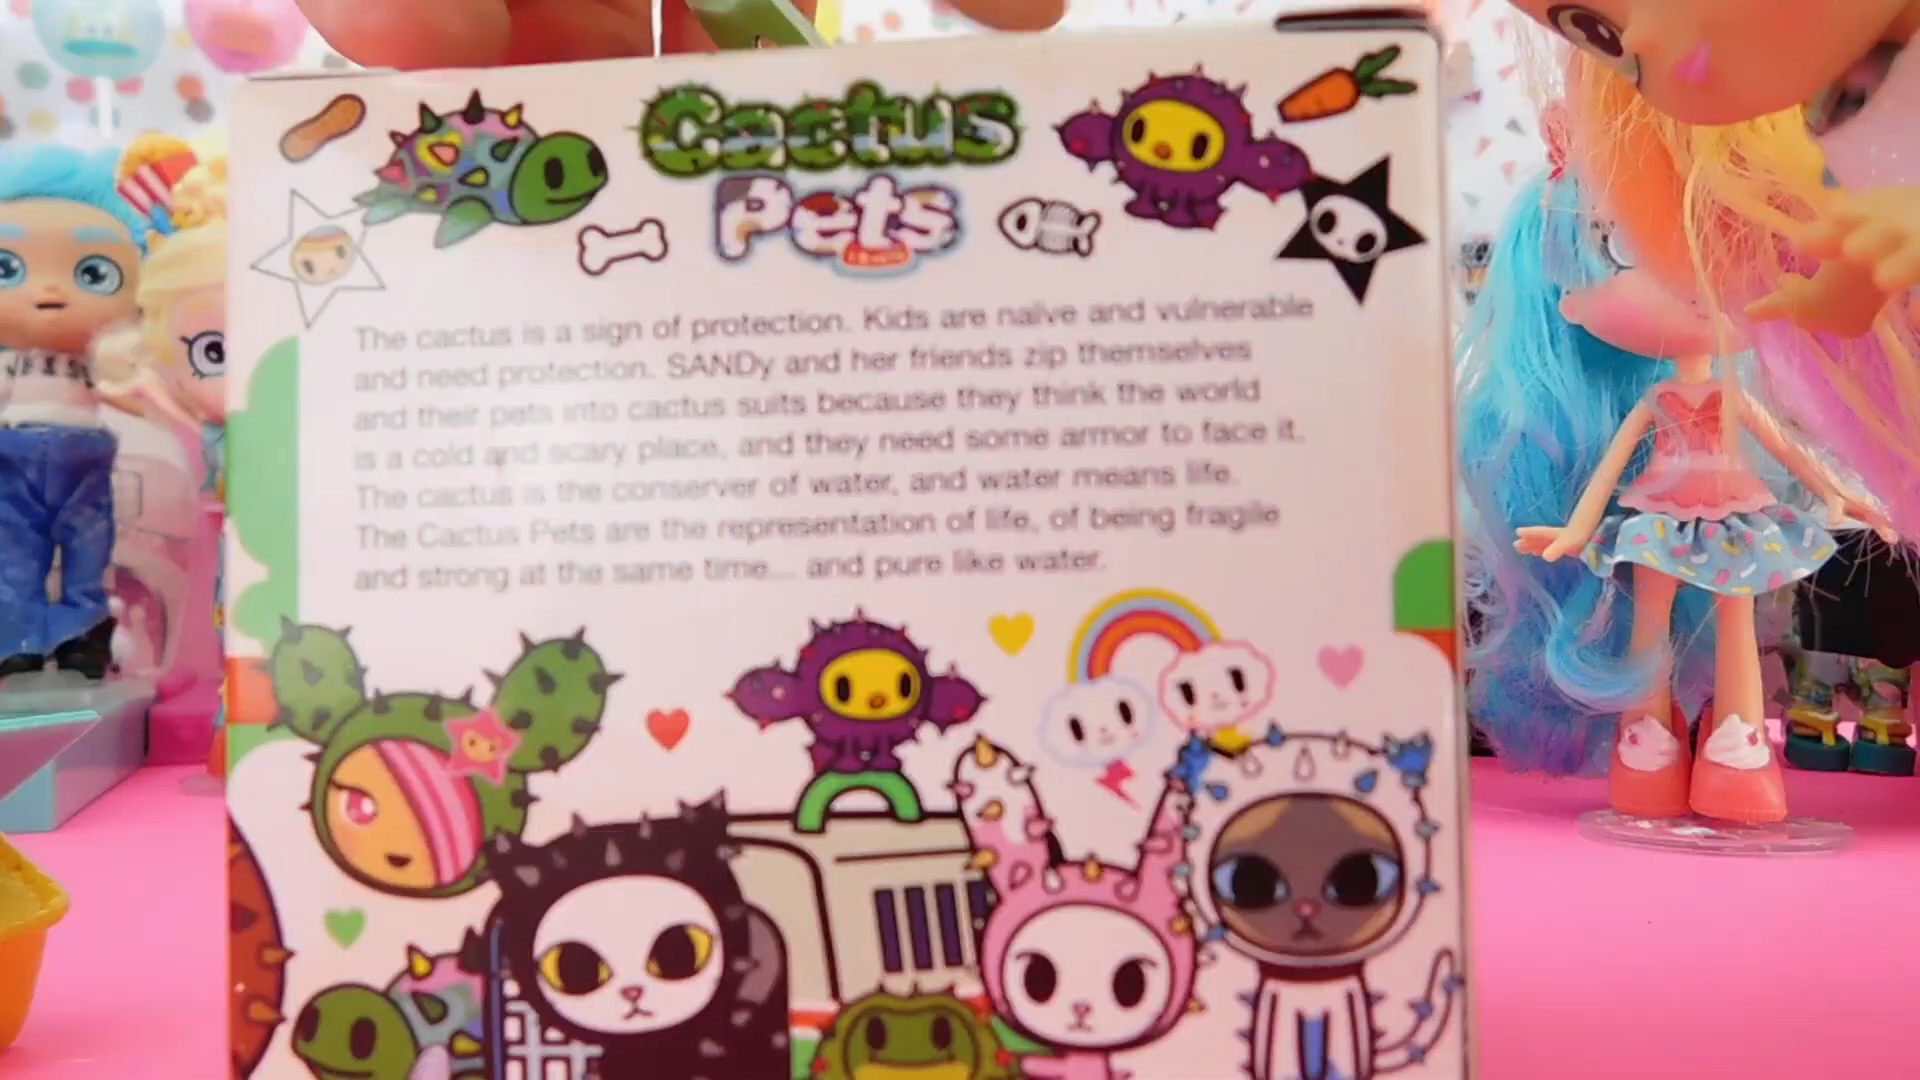 Cactus
Pets
The cactus is a sign of protection. Kids are naïve and vulnerable
and need protection. SANDy and her friends zip themselves
and their pets into cactus suits because they think the world
is a cold and scary place, and they need some armor to face it.
The cactus is the conserver of water, and water means life.
The Cactus Pets are the representation of life, of being fragile
and strong at the same time... and pure like water.